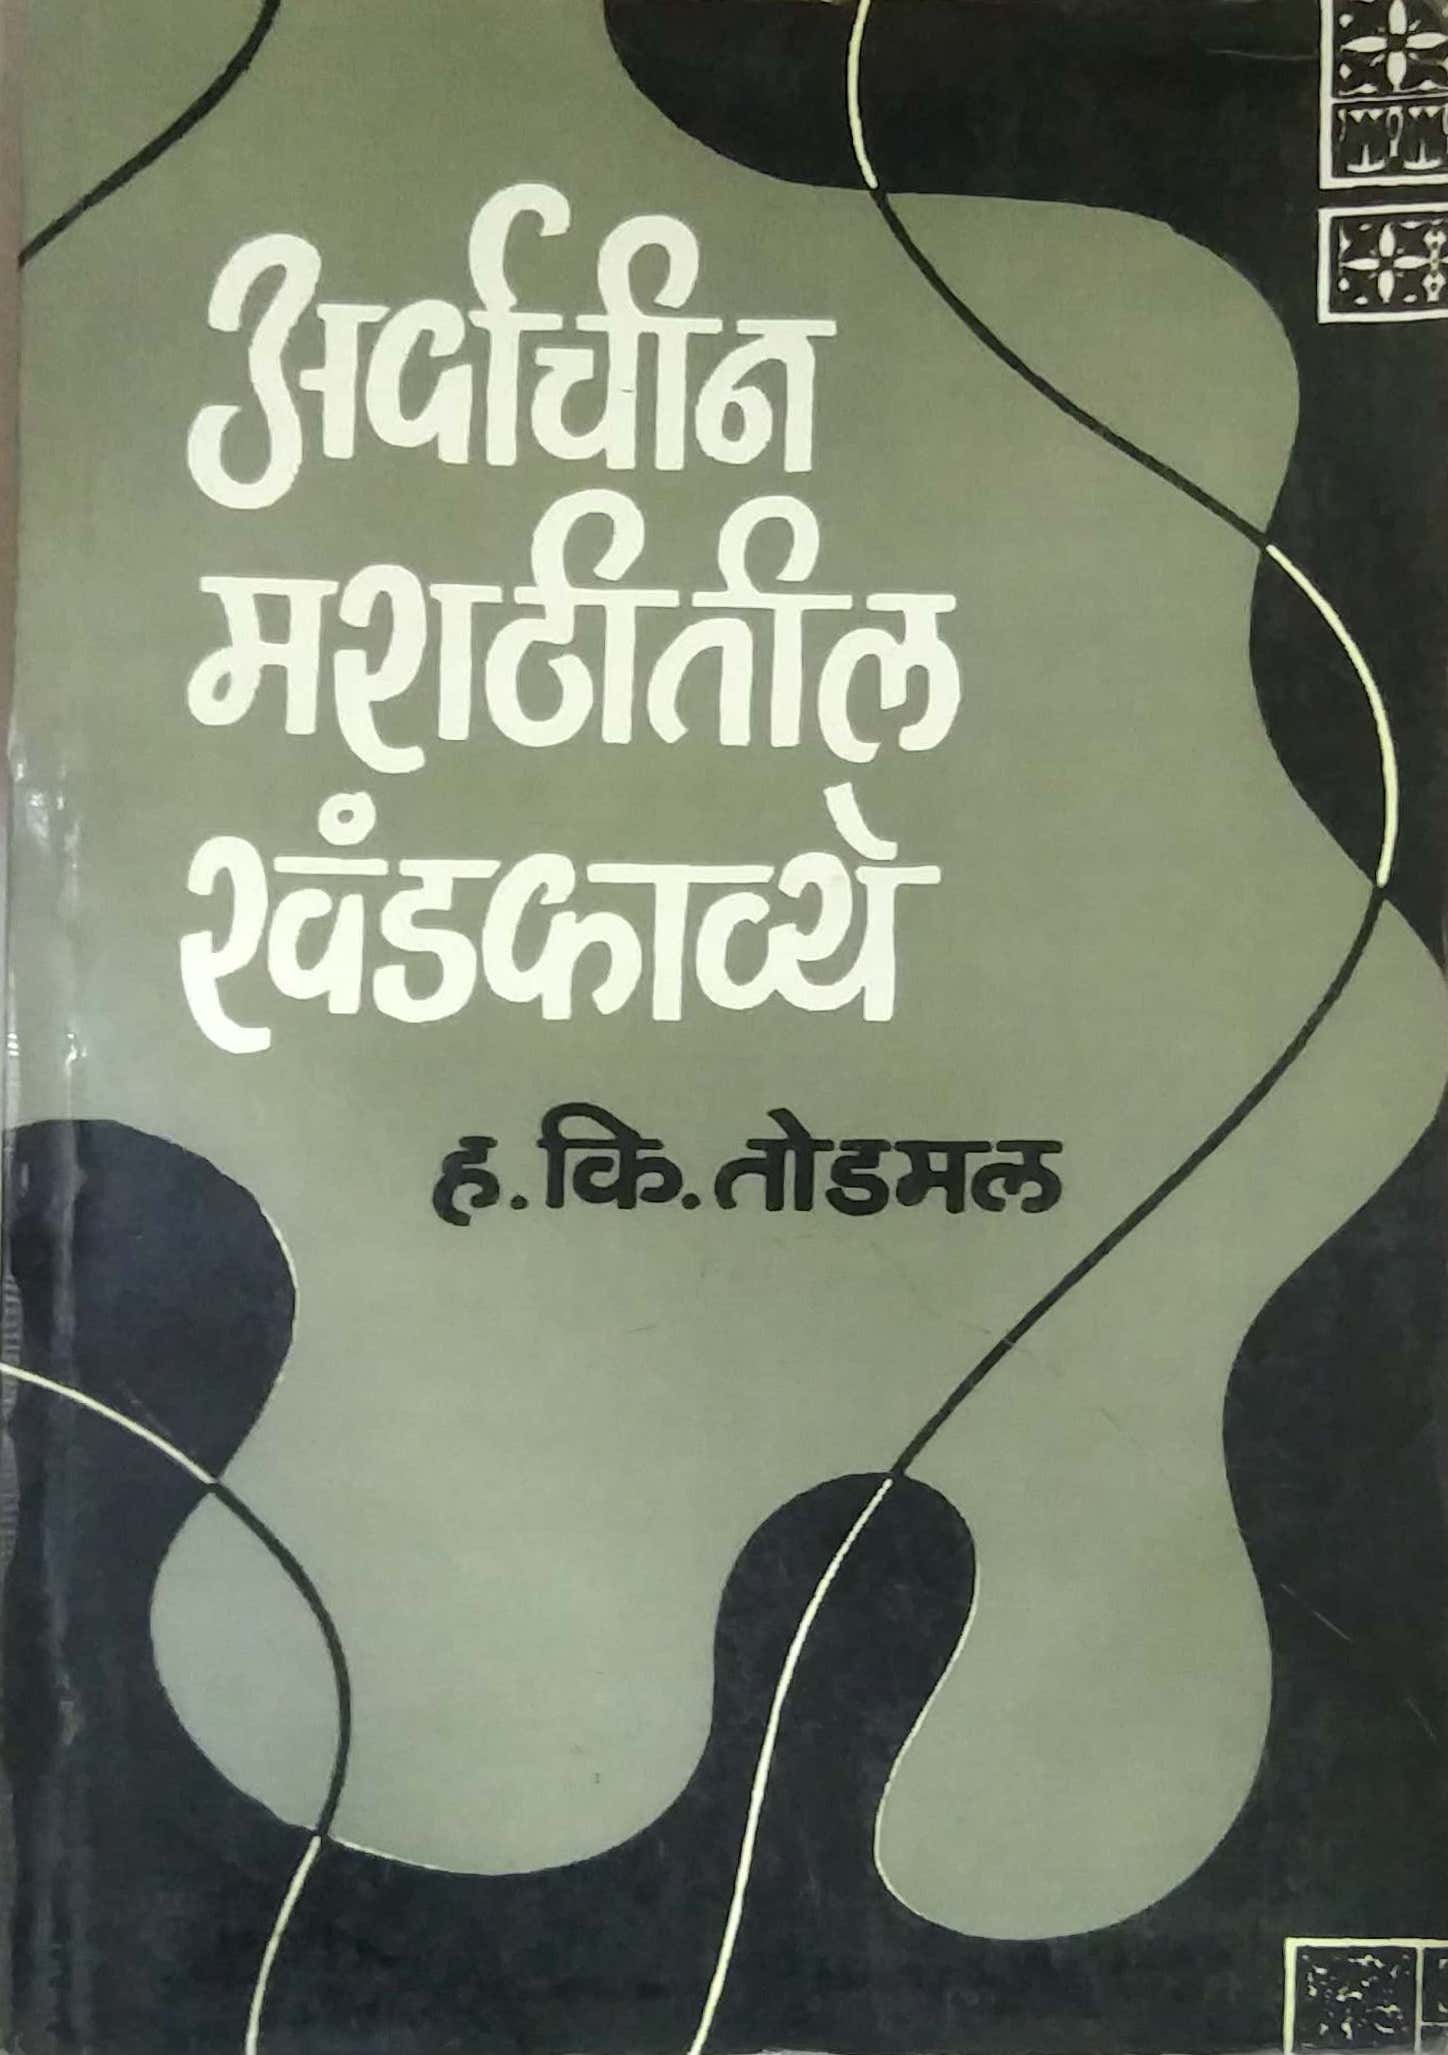 अर्वाचीन
मराठीतील
खंडकाव्ये
ह. कि. तोडमल